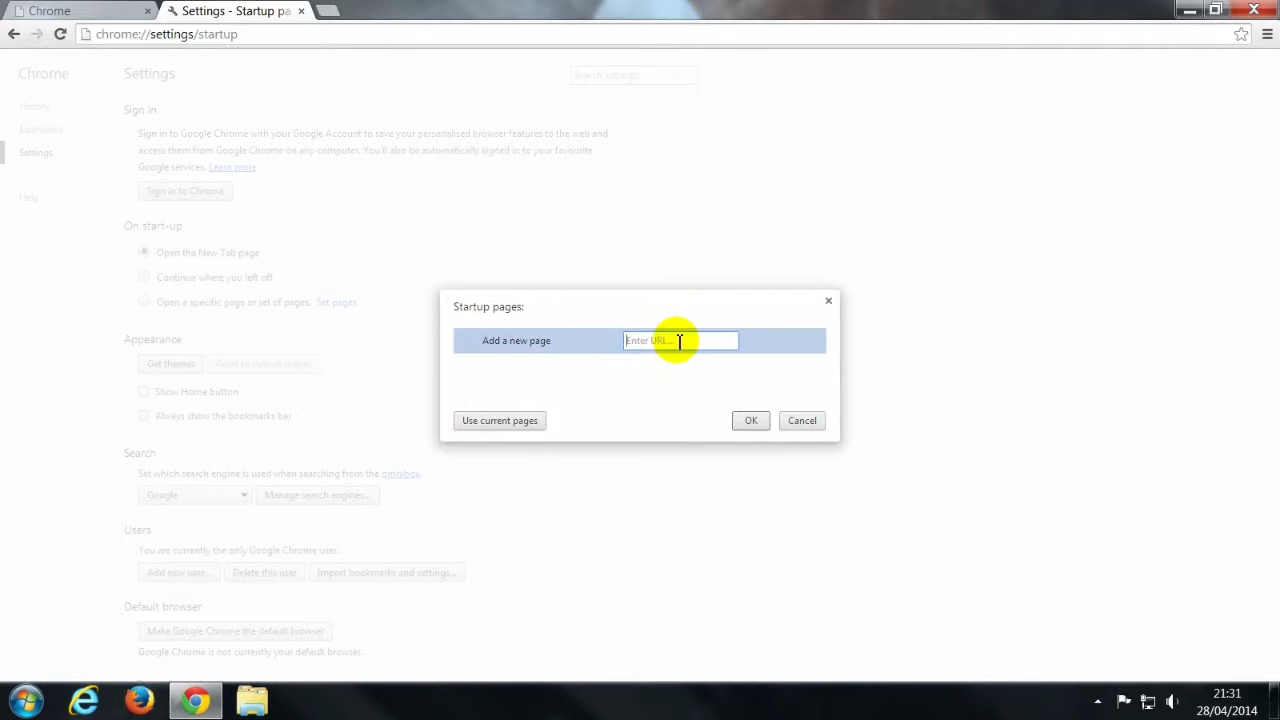 Chrome
Settings - Startup pa
chrome://settings/startup
Chrome
Settings
Search settings
History
Extensions
Settings
Help
Sign in
Sign in to Google Chrome with your Google Account to save your personalised browser features to the web and
access them from Google Chrome on any computer. You'll also be automatically signed in to your favourite
Google services. Learn more
Sign in to Chrome
On start-up
Open the New Tab page
Continue where you left off
Open a specific page or set of pages. Set pages
Startup pages:
Add a new page
Enter URL...
Use current pages
OK
Cancel
Appearance
Get themes
Reset to default theme
Show Home button
Always show the bookmarks bar
Search
Set which search engine is used when searching from the omnibox.
Google
Manage search engines...
Users
You are currently the only Google Chrome user.
Add new user...
Delete this user
Import bookmarks and settings...
Default browser
Make Google Chrome the default browser
Google Chrome is not currently your default browser.
21:31
28/04/2014